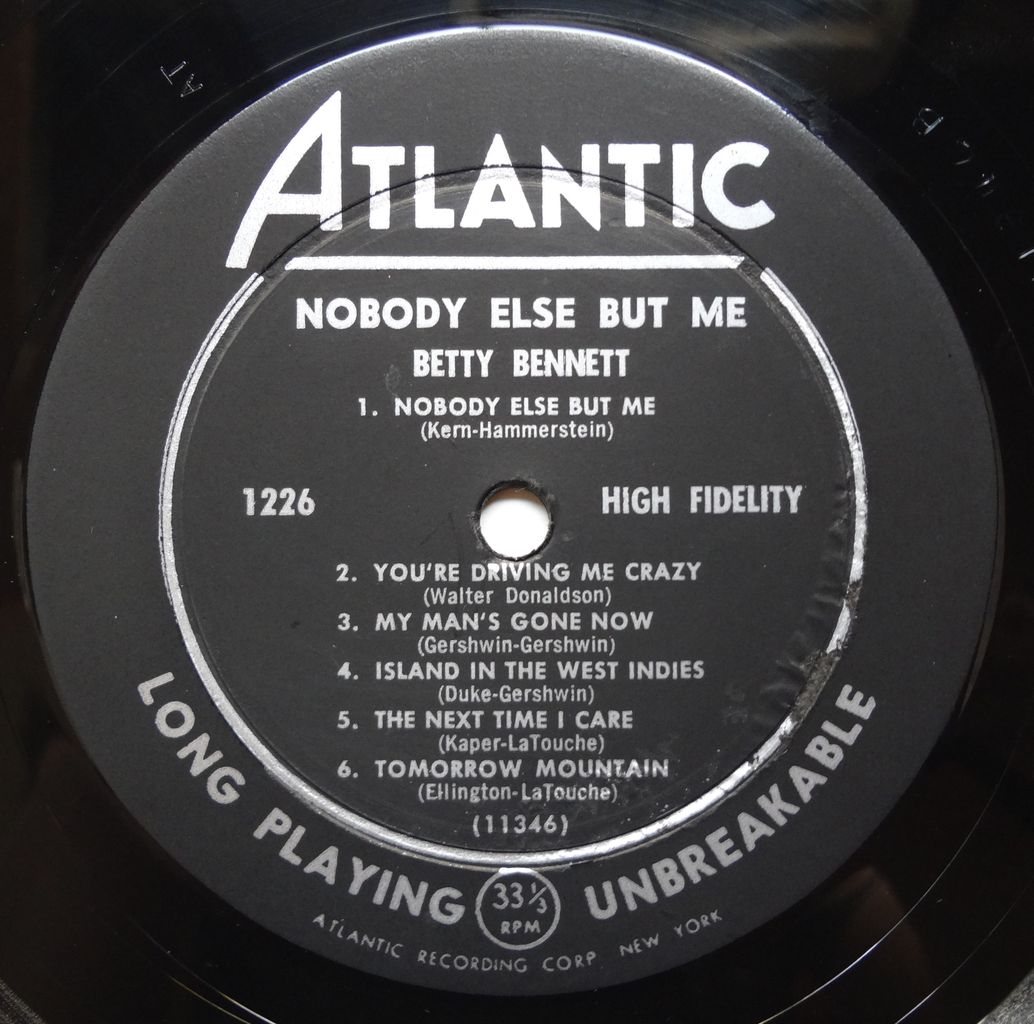 ATLANTIC
NOBODY ELSE BUT ME
BETTY BENNETT
1. NOBODY ELSE BUT ME
(Kern-Hammerstein)
1226
HIGH FIDELITY
2. YOU'RE DRIVING ME CRAZY
(Walter Donaldson)
3. MY MAN'S GONE NOW
(Gershwin-Gershwin)
4. ISLAND IN THE WEST INDIES
(Duke-Gershwin)
5. THE NEXT TIME I CARE
(Kaper-LaTouche)
6. TOMORROW MOUNTAIN
(Ellington-LaTouche)
(11346)
LONG PLAYING 33⅓ RPM UNBREAKABLE
ATLANTIC RECORDING CORP. NEW YORK